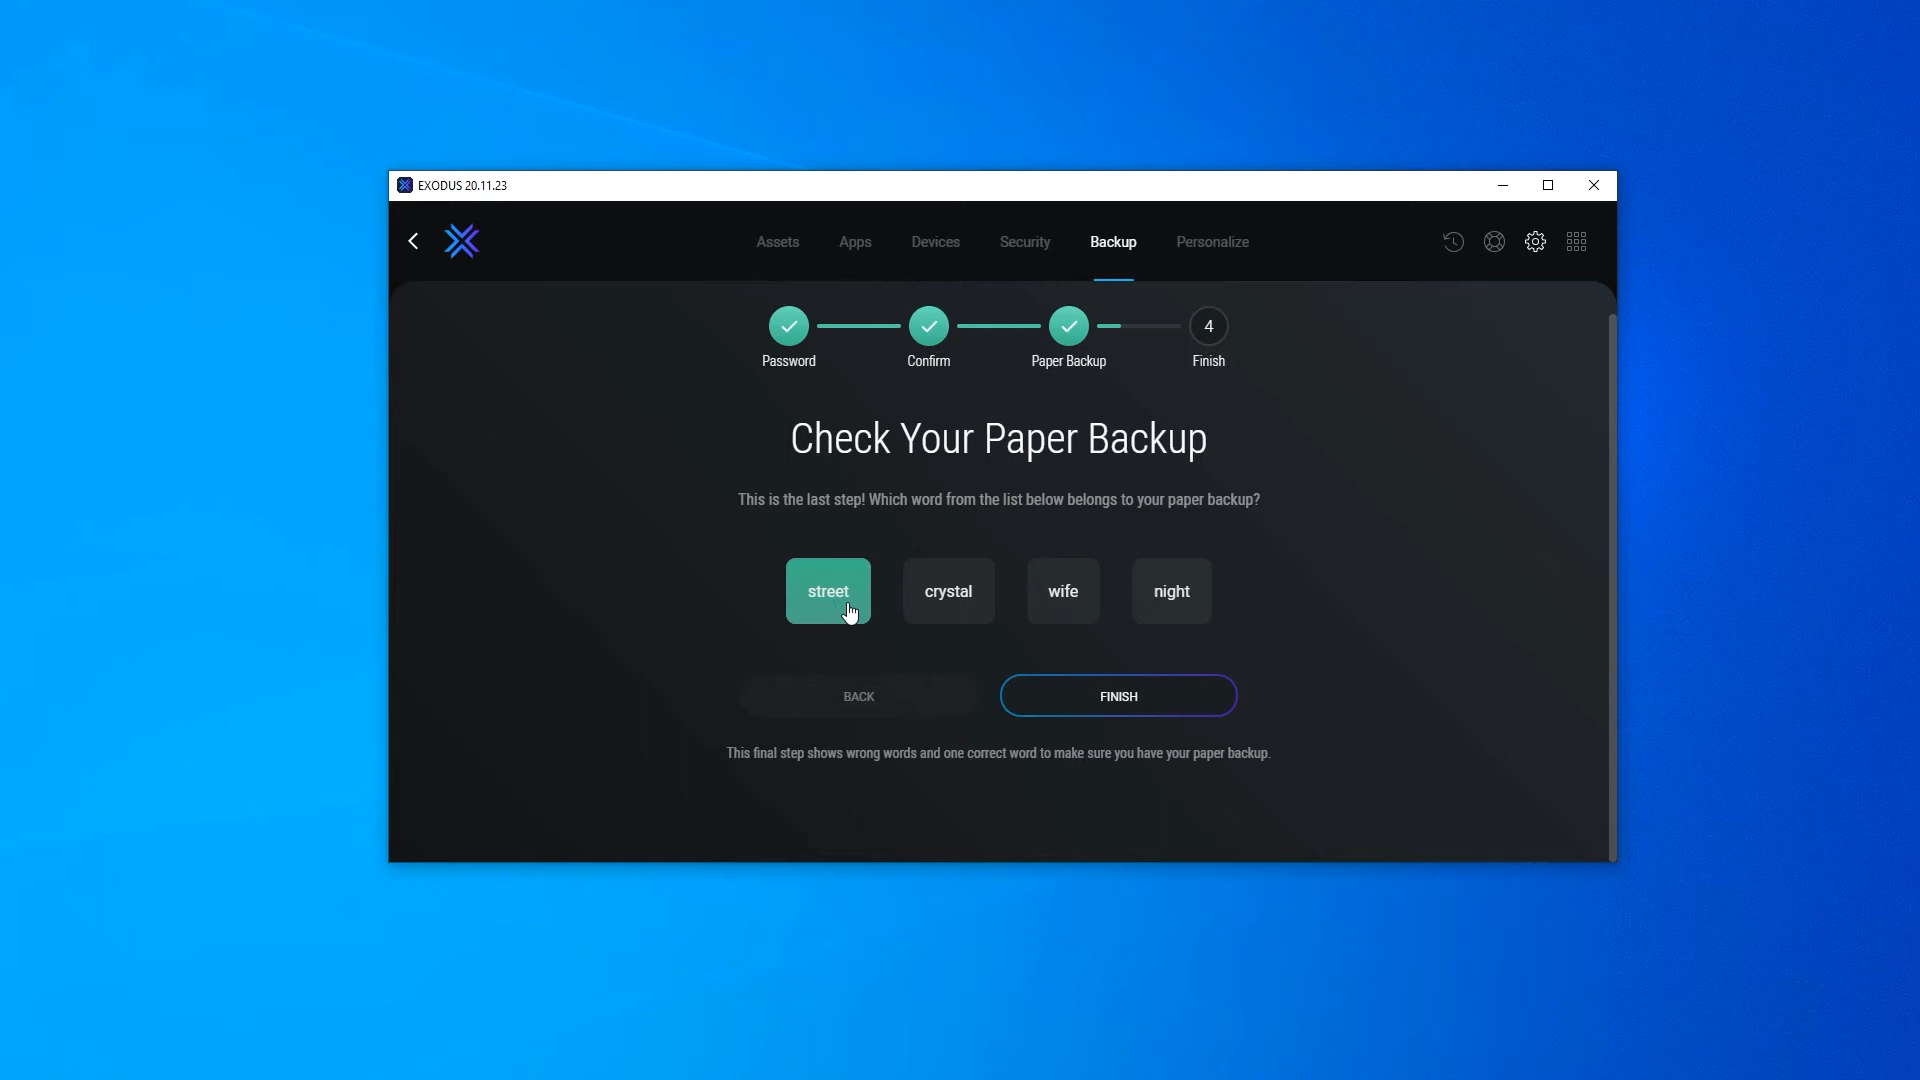 EXODUS 20.11.23
Assets Apps Devices Security Backup Personalize
4
Password Confirm Paper Backup Finish
Check Your Paper Backup
This is the last step! Which word from the list below belongs to your paper backup?
street crystal wife night
BACK FINISH
This final step shows wrong words and one correct word to make sure you have your paper backup.